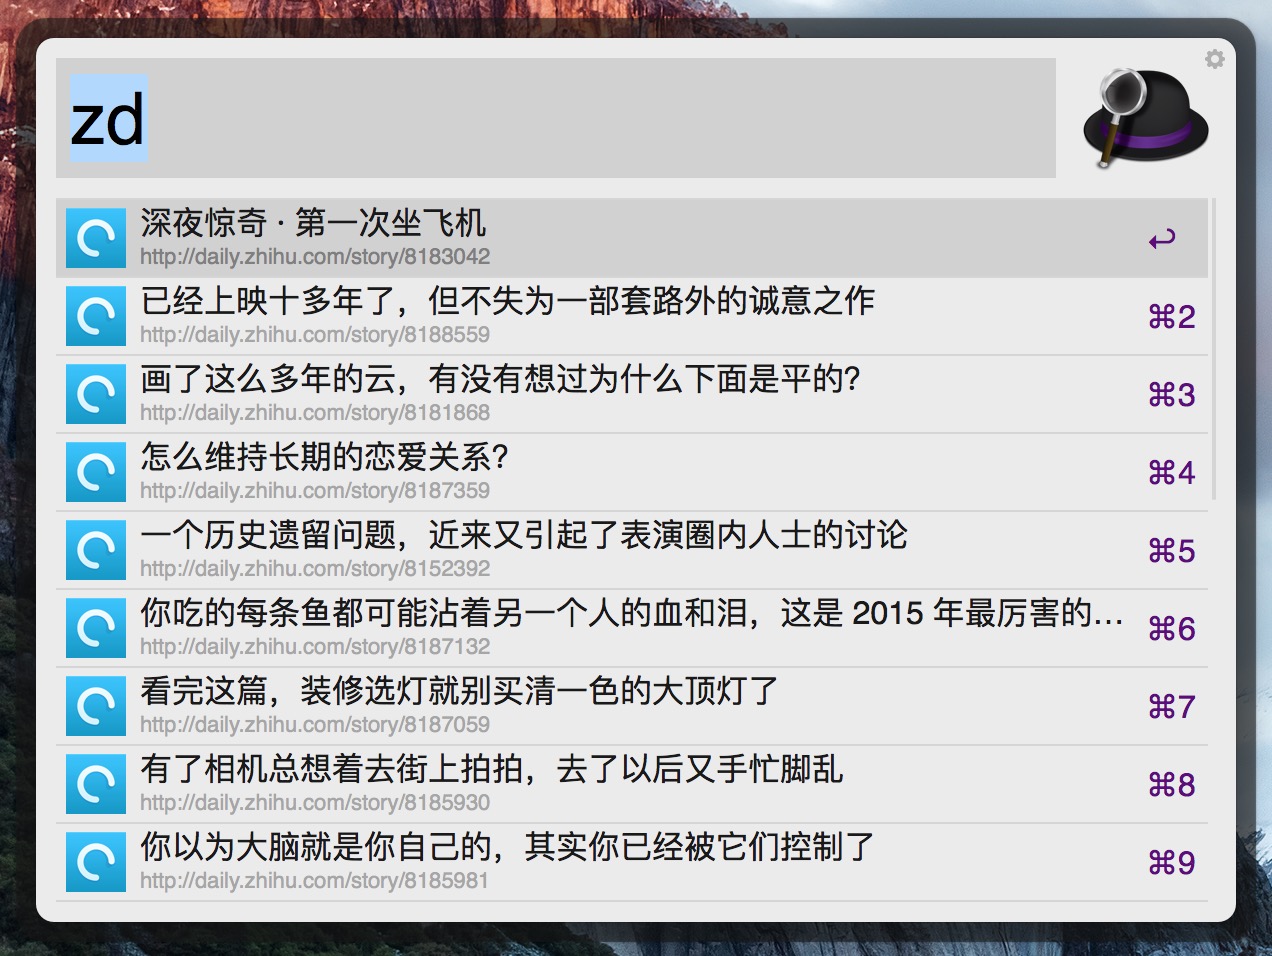 zd
深夜惊奇 · 第一次坐飞机
http://daily.zhihu.com/story/8183042
已经上映十多年了，但不失为一部套路外的诚意之作
http://daily.zhihu.com/story/8188559
⌘2
画了这么多年的云，有没有想过为什么下面是平的？
http://daily.zhihu.com/story/8181868
⌘3
怎么维持长期的恋爱关系？
http://daily.zhihu.com/story/8187359
⌘4
一个历史遗留问题，近来又引起了表演圈内人士的讨论
http://daily.zhihu.com/story/8152392
⌘5
你吃的每条鱼都可能沾着另一个人的血和泪，这是 2015 年最厉害的…
http://daily.zhihu.com/story/8187132
⌘6
看完这篇，装修选灯就别买清一色的大顶灯了
http://daily.zhihu.com/story/8187059
⌘7
有了相机总想着去街上拍拍，去了以后又手忙脚乱
http://daily.zhihu.com/story/8185930
⌘8
你以为大脑就是你自己的，其实你已经被它们控制了
http://daily.zhihu.com/story/8185981
⌘9